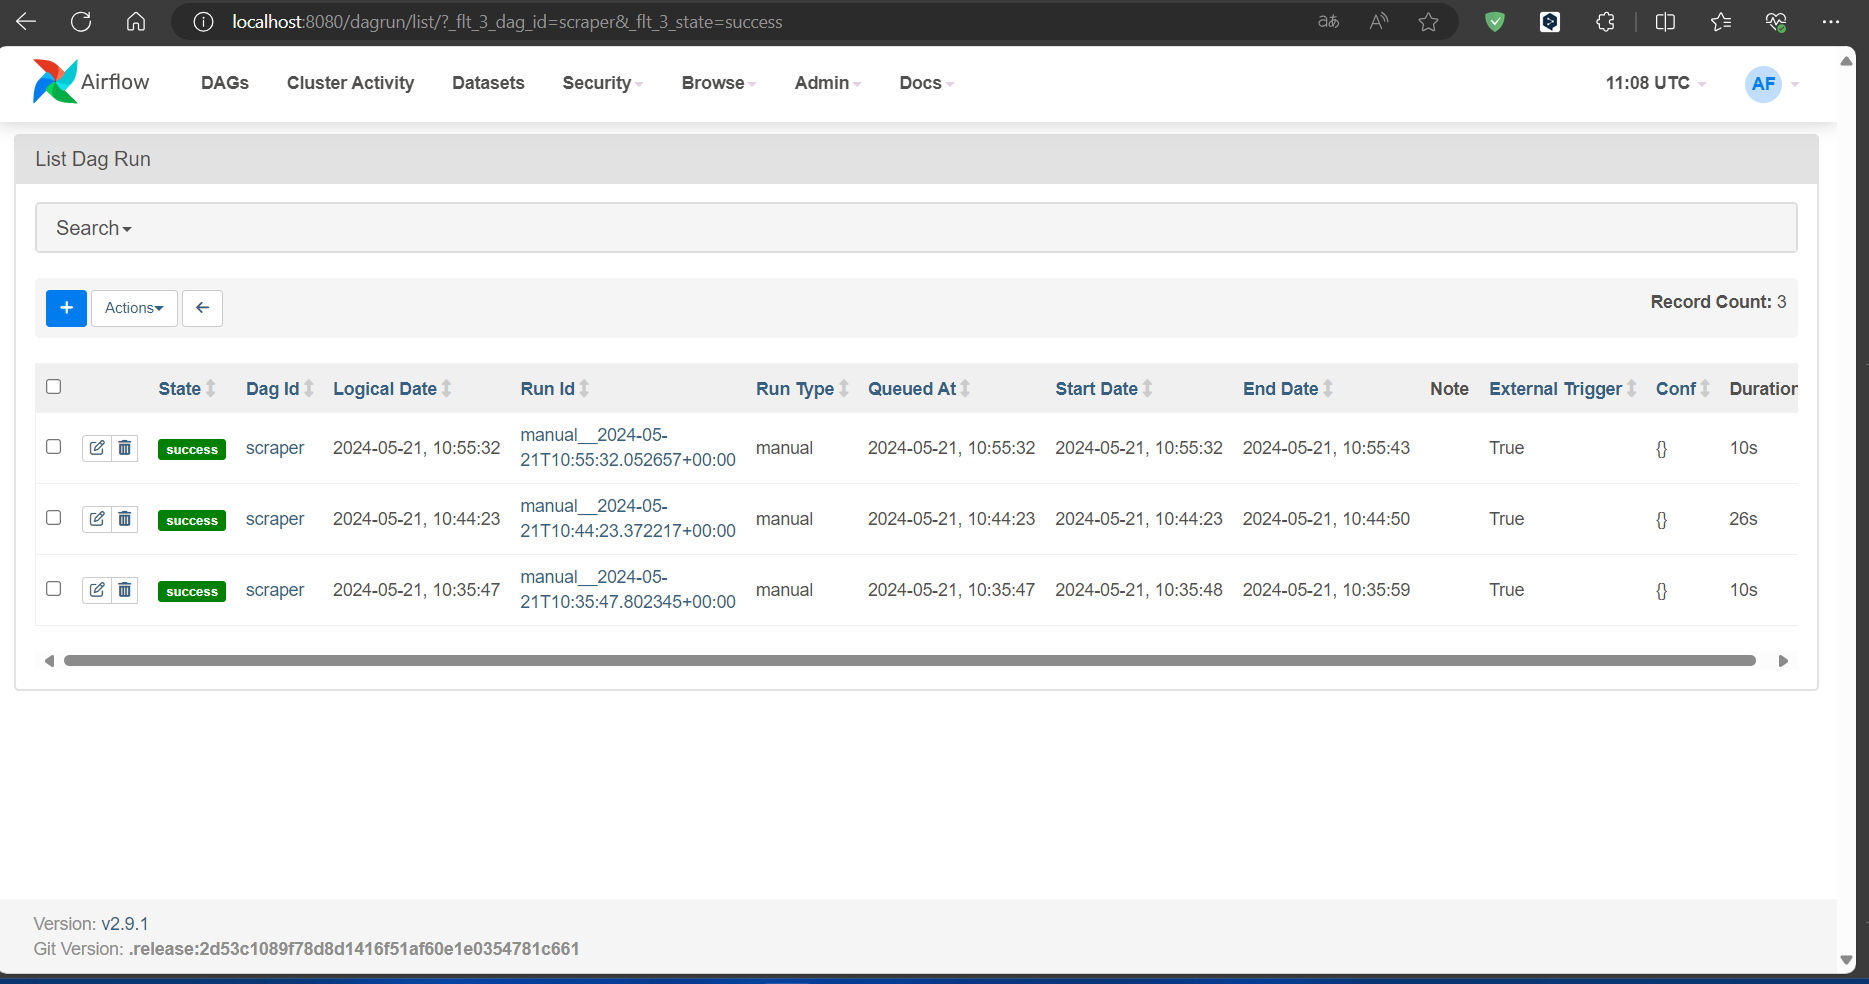 localhost:8080/dagrun/list/?_flt_3_dag_id=scraper&_flt_3_state=success
Airflow DAGs Cluster Activity Datasets Security Browse Admin Docs 11:08 UTC AF
List Dag Run
Search
+ Actions Record Count: 3
State Dag Id Logical Date Run Id Run Type Queued At Start Date End Date Note External Trigger Conf Duration
success scraper 2024-05-21, 10:55:32 manual__2024-05-21T10:55:32.052657+00:00 manual 2024-05-21, 10:55:32 2024-05-21, 10:55:32 2024-05-21, 10:55:43 True {} 10s
success scraper 2024-05-21, 10:44:23 manual__2024-05-21T10:44:23.372217+00:00 manual 2024-05-21, 10:44:23 2024-05-21, 10:44:23 2024-05-21, 10:44:50 True {} 26s
success scraper 2024-05-21, 10:35:47 manual__2024-05-21T10:35:47.802345+00:00 manual 2024-05-21, 10:35:47 2024-05-21, 10:35:48 2024-05-21, 10:35:59 True {} 10s
Version: v2.9.1
Git Version: .release:2d53c1089f78d8d1416f51af60e1e0354781c661